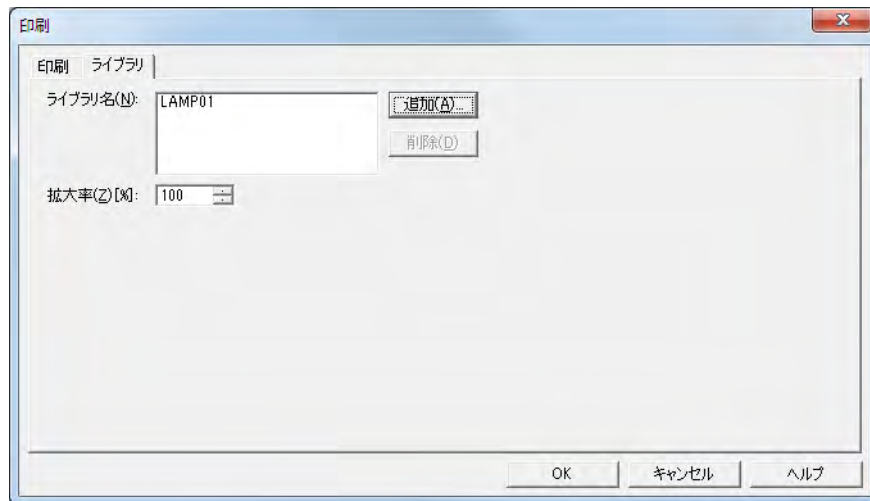 印刷
印刷 ライブラリ
ライブラリ名(N): LAMP01 追加(A)...
削除(D)
拡大率(Z)[%]: 100
OK キャンセル ヘルプ